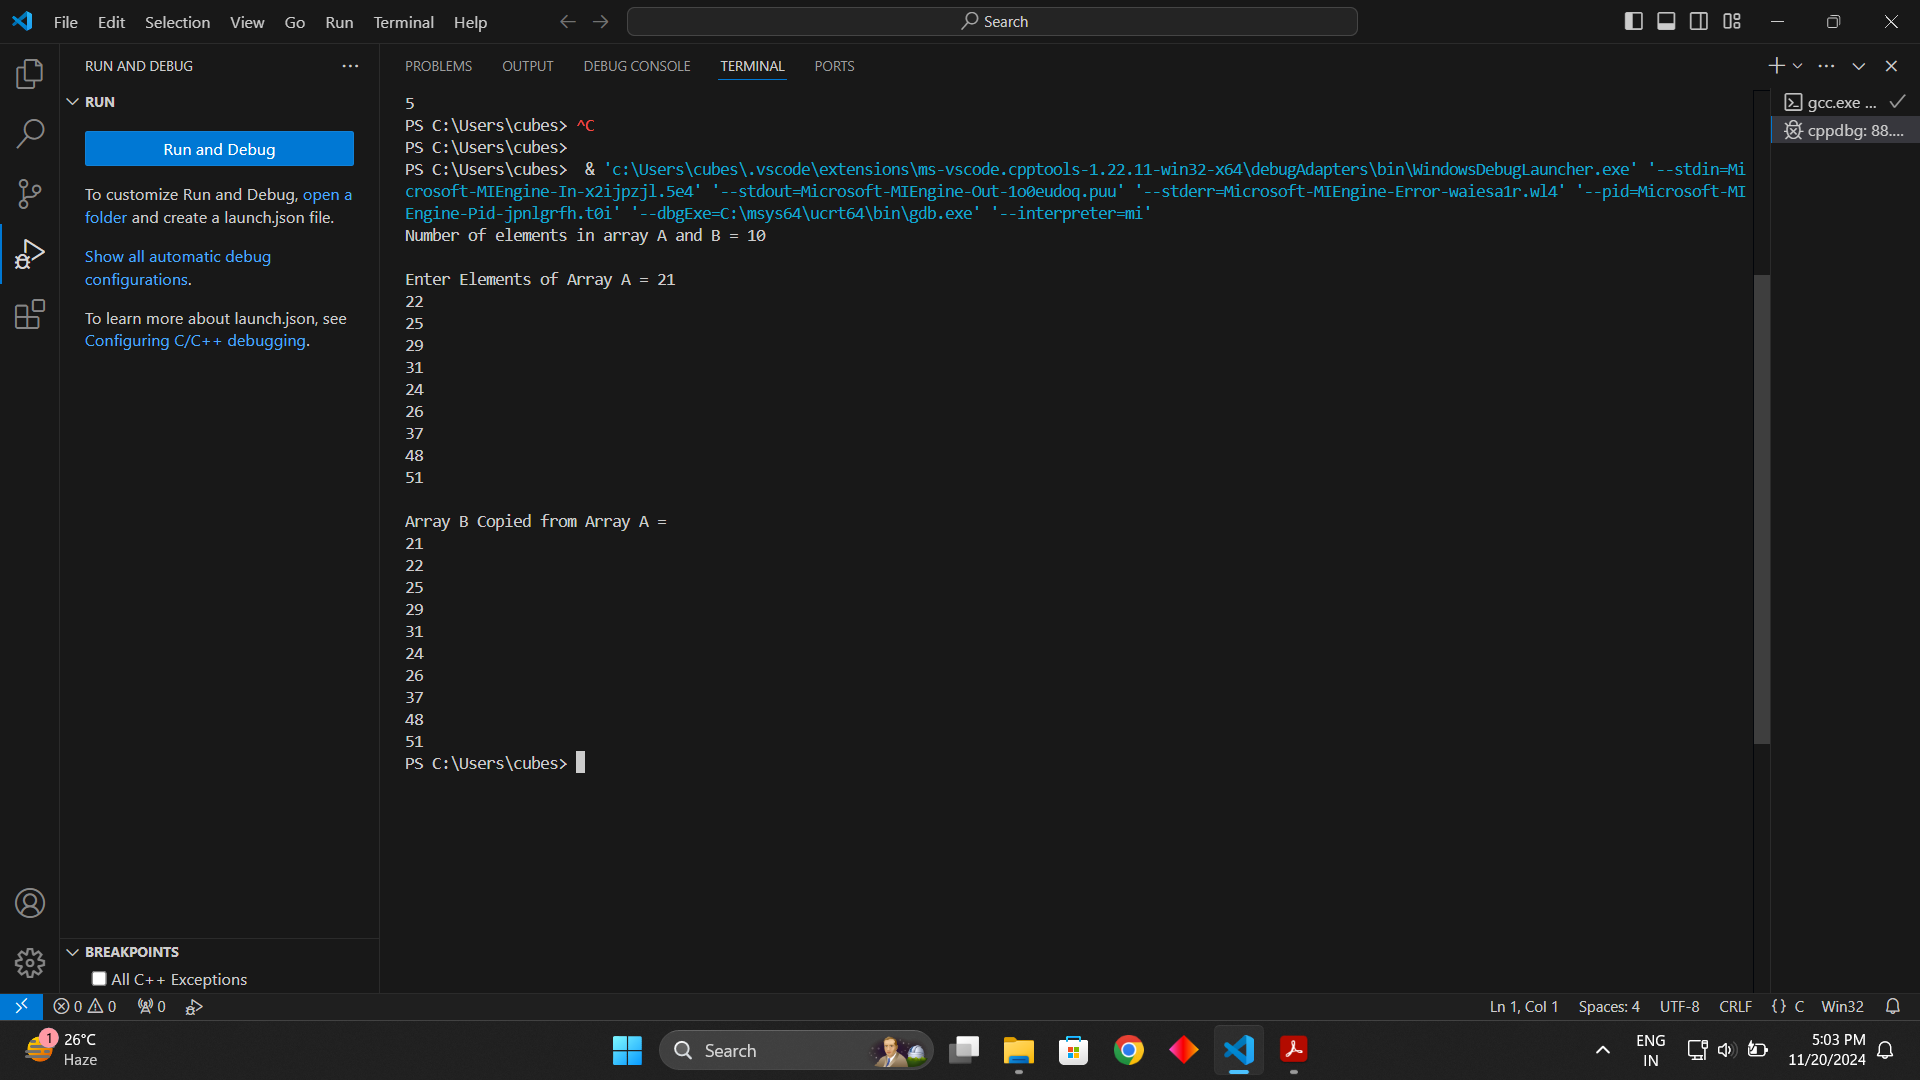 File Edit Selection View Go Run Terminal Help
Search
RUN AND DEBUG
RUN
Run and Debug
To customize Run and Debug, open a
folder and create a launch.json file.
Show all automatic debug
configurations.
To learn more about launch.json, see
Configuring C/C++ debugging.
BREAKPOINTS
All C++ Exceptions
PROBLEMS OUTPUT DEBUG CONSOLE TERMINAL PORTS
5
PS C:\Users\cubes> ^C
PS C:\Users\cubes>
PS C:\Users\cubes>  & 'c:\Users\cubes\.vscode\extensions\ms-vscode.cpptools-1.22.11-win32-x64\debugAdapters\bin\WindowsDebugLauncher.exe' '--stdin=Mi
crosoft-MIEngine-In-x2ijpzjl.5e4' '--stdout=Microsoft-MIEngine-Out-1o0eudoq.puu' '--stderr=Microsoft-MIEngine-Error-waiesa1r.wl4' '--pid=Microsoft-MI
Engine-Pid-jpnlgrfh.t0i' '--dbgExe=C:\msys64\ucrt64\bin\gdb.exe' '--interpreter=mi'
Number of elements in array A and B = 10
Enter Elements of Array A = 21
22
25
29
31
24
26
37
48
51
Array B Copied from Array A =
21
22
25
29
31
24
26
37
48
51
PS C:\Users\cubes>
gcc.exe ...
cppdbg: 88....
0 0 0
Ln 1, Col 1 Spaces: 4 UTF-8 CRLF {} C Win32
1
26°C
Haze
Search
ENG
IN
5:03 PM
11/20/2024